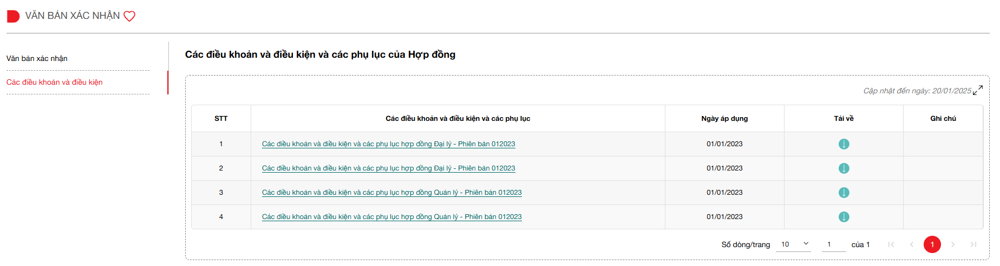 VĂN BẢN XÁC NHẬN
Văn bản xác nhận
Các điều khoản và điều kiện
Các điều khoản và điều kiện và các phụ lục của Hợp đồng
Cập nhật đến ngày: 20/01/2025
STT Các điều khoản và điều kiện và các phụ lục Ngày áp dụng Tải về Ghi chú
1 Các điều khoản và điều kiện và các phụ lục hợp đồng Đại lý - Phiên bản 012023 01/01/2023
2 Các điều khoản và điều kiện và các phụ lục hợp đồng Đại lý - Phiên bản 012023 01/01/2023
3 Các điều khoản và điều kiện và các phụ lục hợp đồng Quản lý - Phiên bản 012023 01/01/2023
4 Các điều khoản và điều kiện và các phụ lục hợp đồng Quản lý - Phiên bản 012023 01/01/2023
Số dòng/trang 10 1 của 1 1